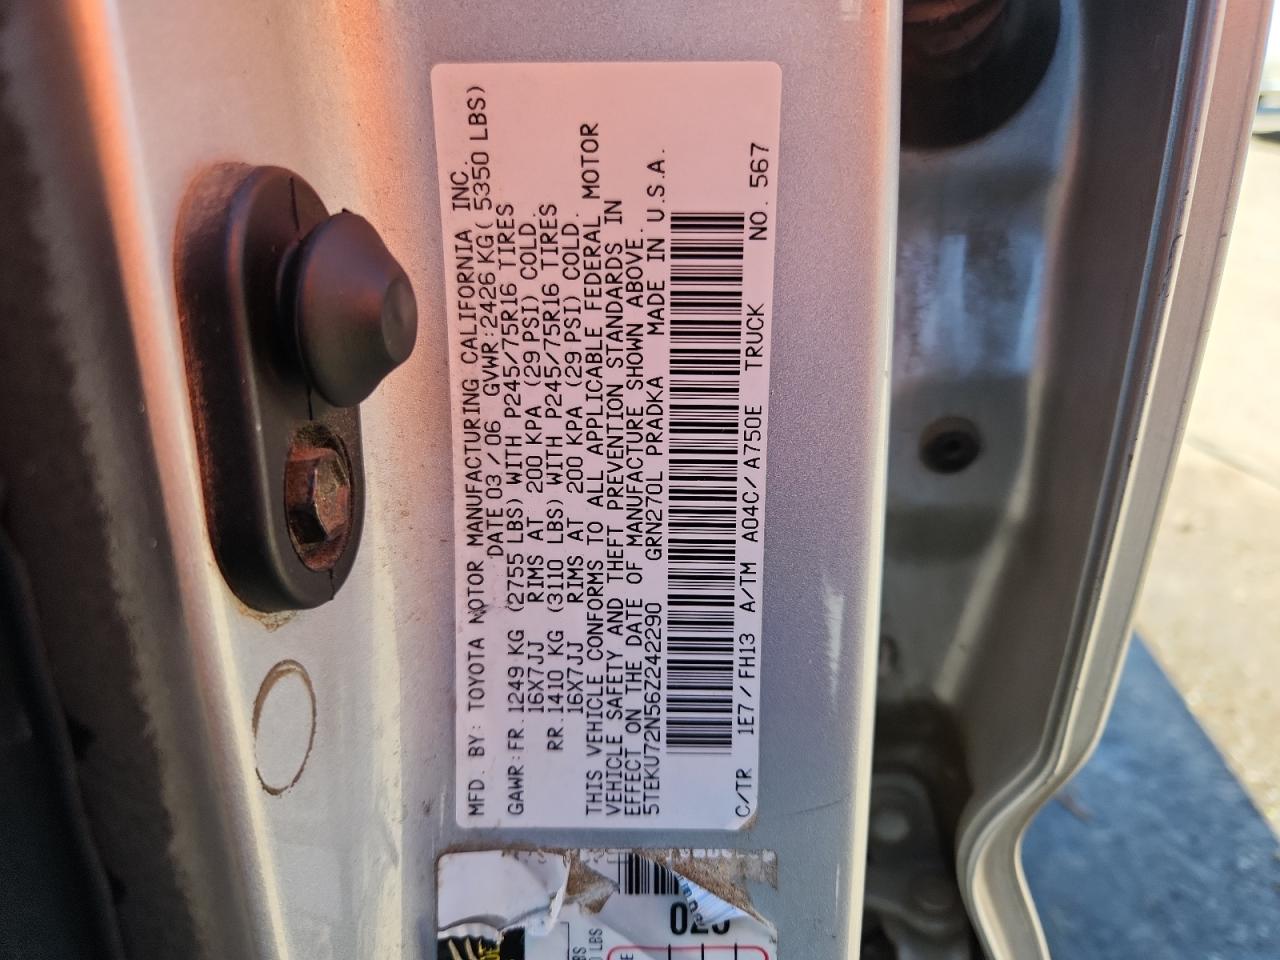 MFD. BY: TOYOTA MOTOR MANUFACTURING CALIFORNIA INC.
DATE 03 / 06 GVWR:2426 KG( 5350 LBS)
GAWR:FR.1249 KG (2755 LBS) WITH P245/75R16 TIRES
16X7JJ RIMS AT 200 KPA (29 PSI) COLD.
RR.1410 KG (3110 LBS) WITH P245/75R16 TIRES
16X7JJ RIMS AT 200 KPA (29 PSI) COLD.
THIS VEHICLE CONFORMS TO ALL APPLICABLE FEDERAL MOTOR
VEHICLE SAFETY AND THEFT PREVENTION STANDARDS IN
EFFECT ON THE DATE OF MANUFACTURE SHOWN ABOVE.
5TEKU72N56Z242290 GRN270L PRADKA MADE IN U.S.A.
C/TR 1E7 / FH13 A/TM A04C/ A750E TRUCK NO. 567
LBS